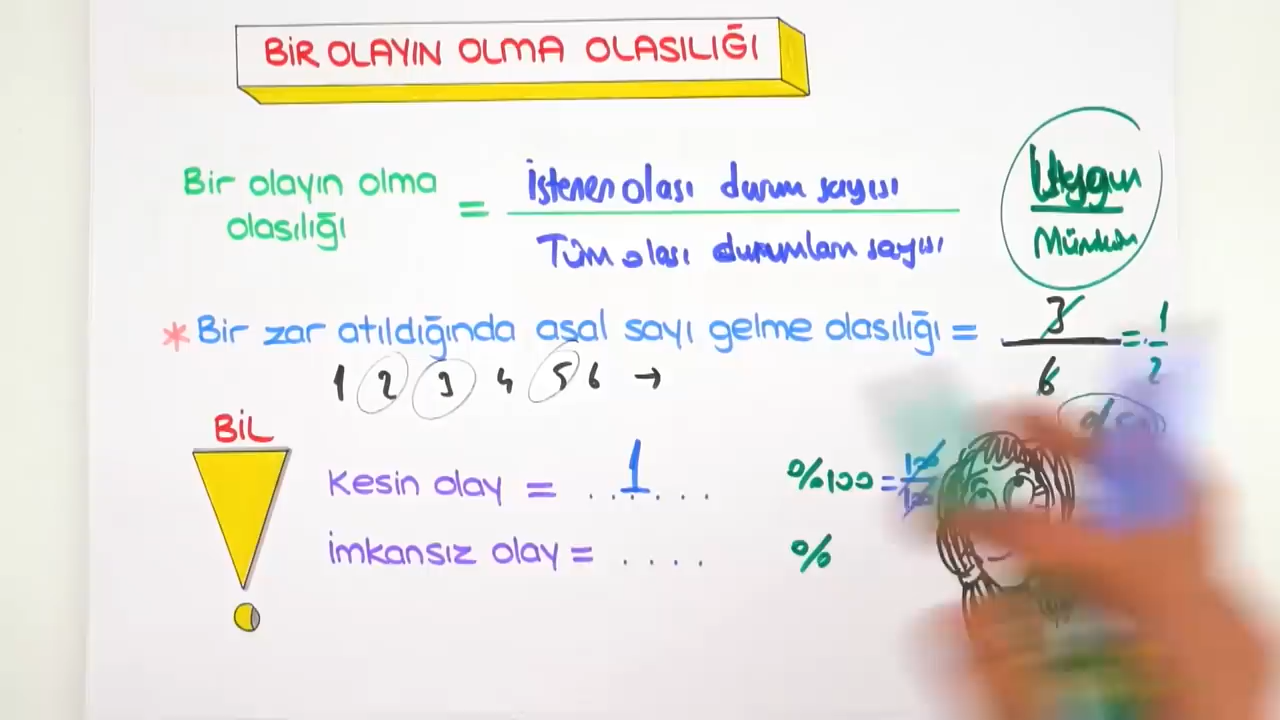 BİR OLAYIN OLMA OLASILIĞI
Bir olayın olma olasılığı = İstenen olası durum sayısı
Tüm olası durumların sayısı
Uygun
Mümkün
* Bir zar atıldığında asal sayı gelme olasılığı = 3/6 = 1/2
1 2 3 4 5 6 →
BİL
Kesin olay = . . 1 . . . %100 = 100/100
İmkansız olay = . . . . %